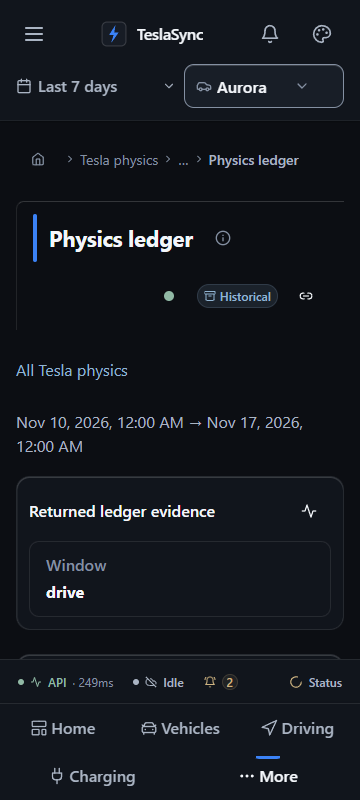 TeslaSync
Last 7 days
Aurora
Tesla physics
...
Physics ledger
Physics ledger
Historical
All Tesla physics
Nov 10, 2026, 12:00 AM → Nov 17, 2026,
12:00 AM
Returned ledger evidence
Window
drive
API · 249ms
Idle
2
Status
Home
Vehicles
Driving
Charging
More